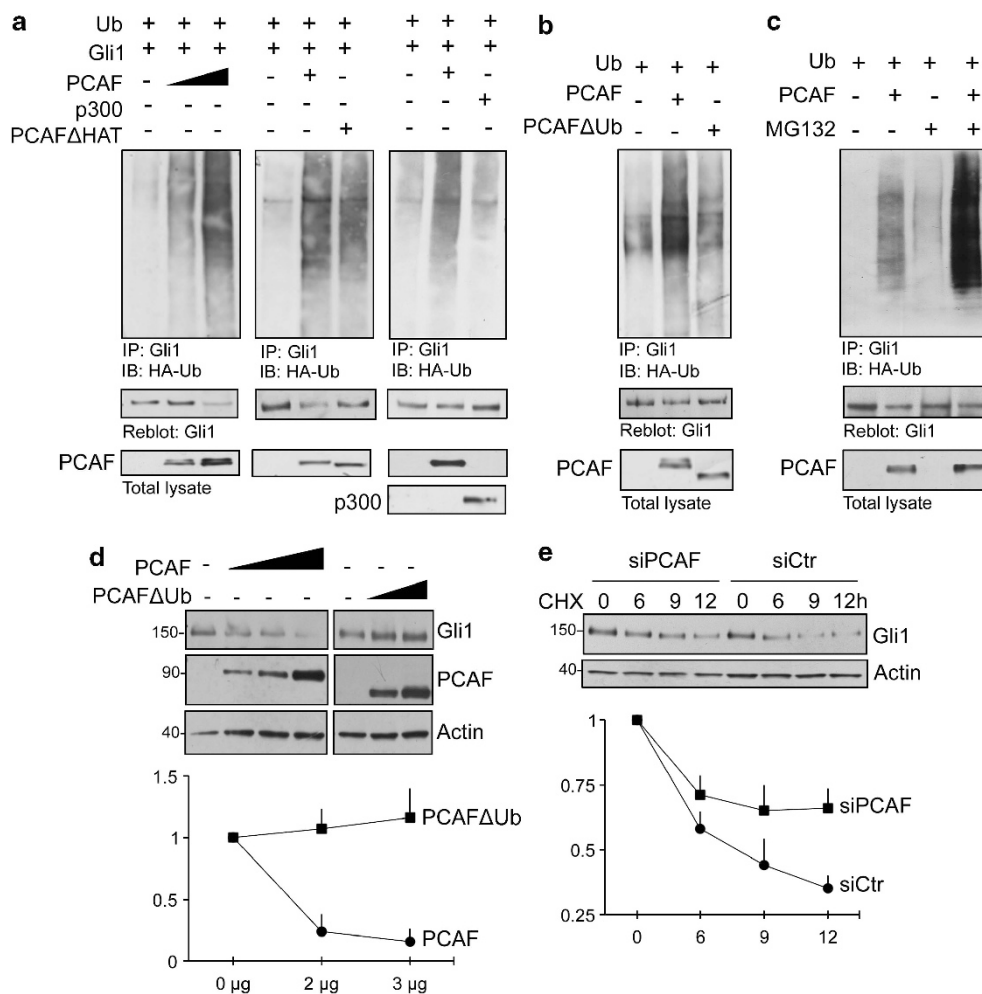 a
Ub + + + + + + + + +
Gli1 + + + + + + + + +
PCAF - - + - - + -
p300 - - - - - - - - +
PCAFΔHAT - - - - - + - - -
IP: Gli1 IP: Gli1 IP: Gli1
IB: HA-Ub IB: HA-Ub IB: HA-Ub
Reblot: Gli1
PCAF
Total lysate
p300
b
Ub + + +
PCAF - + -
PCAFΔUb - - +
IP: Gli1
IB: HA-Ub
Reblot: Gli1
PCAF
Total lysate
c
Ub + + + +
PCAF - + - +
MG132 - - + +
IP: Gli1
IB: HA-Ub
Reblot: Gli1
PCAF
Total lysate
d
PCAF - - - -
PCAFΔUb - - - - -
150- Gli1
90- PCAF
40- Actin
1.5
1
0.5
0
PCAFΔUb
PCAF
0 µg 2 µg 3 µg
e
siPCAF siCtr
CHX 0 6 9 12 0 6 9 12h
150- Gli1
40- Actin
1
0.75
0.5
0.25
siPCAF
siCtr
0 6 9 12